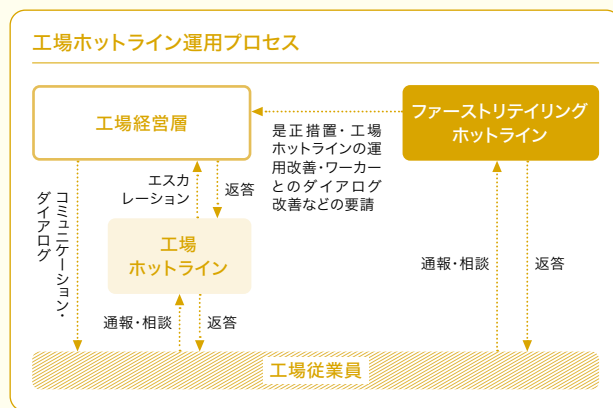 工場ホットライン運用プロセス
工場経営層
ファーストリテイリング
ホットライン
是正措置・工場
ホットラインの運
用改善・ワーカー
とのダイアログ
改善などの要請
コミュニケーション・
ダイアログ
エスカ
レーション
返答
工場
ホットライン
通報・相談
返答
通報・相談
返答
工場従業員